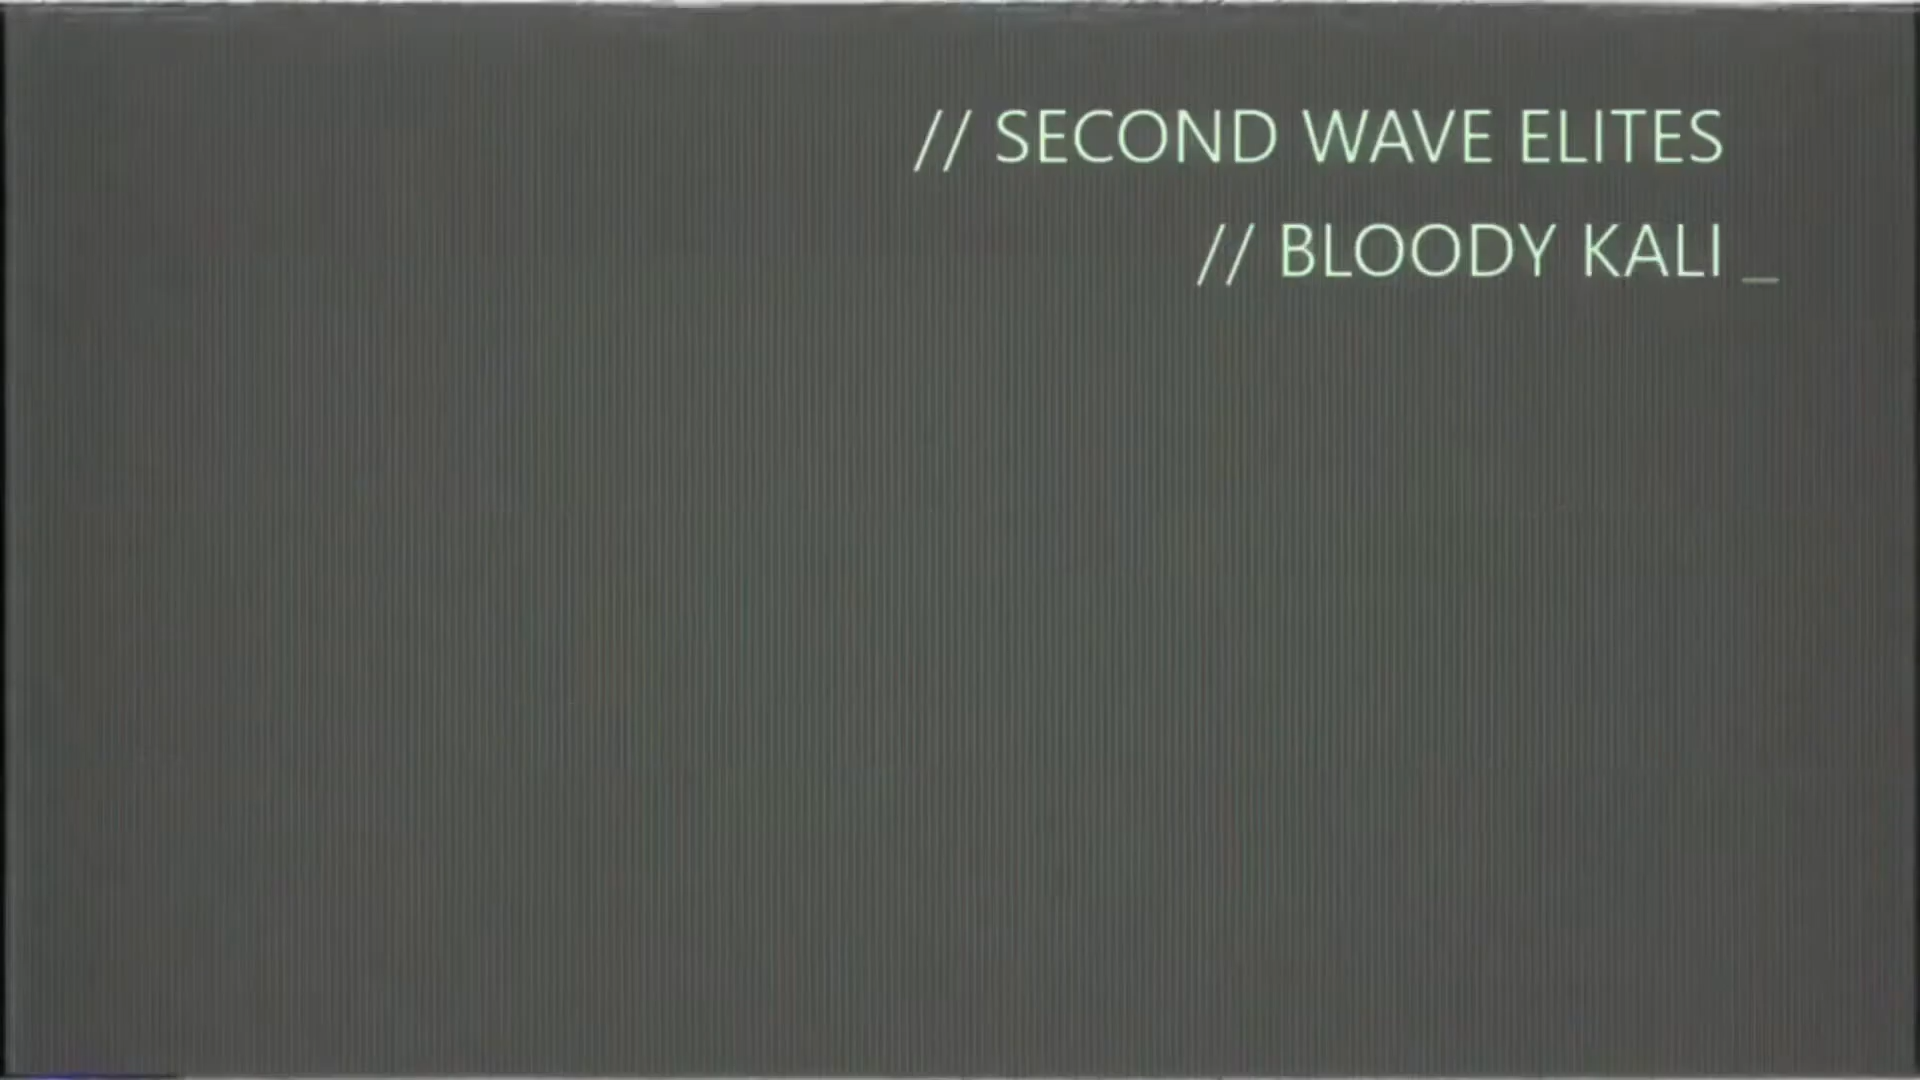 // SECOND WAVE ELITES
// BLOODY KALI _